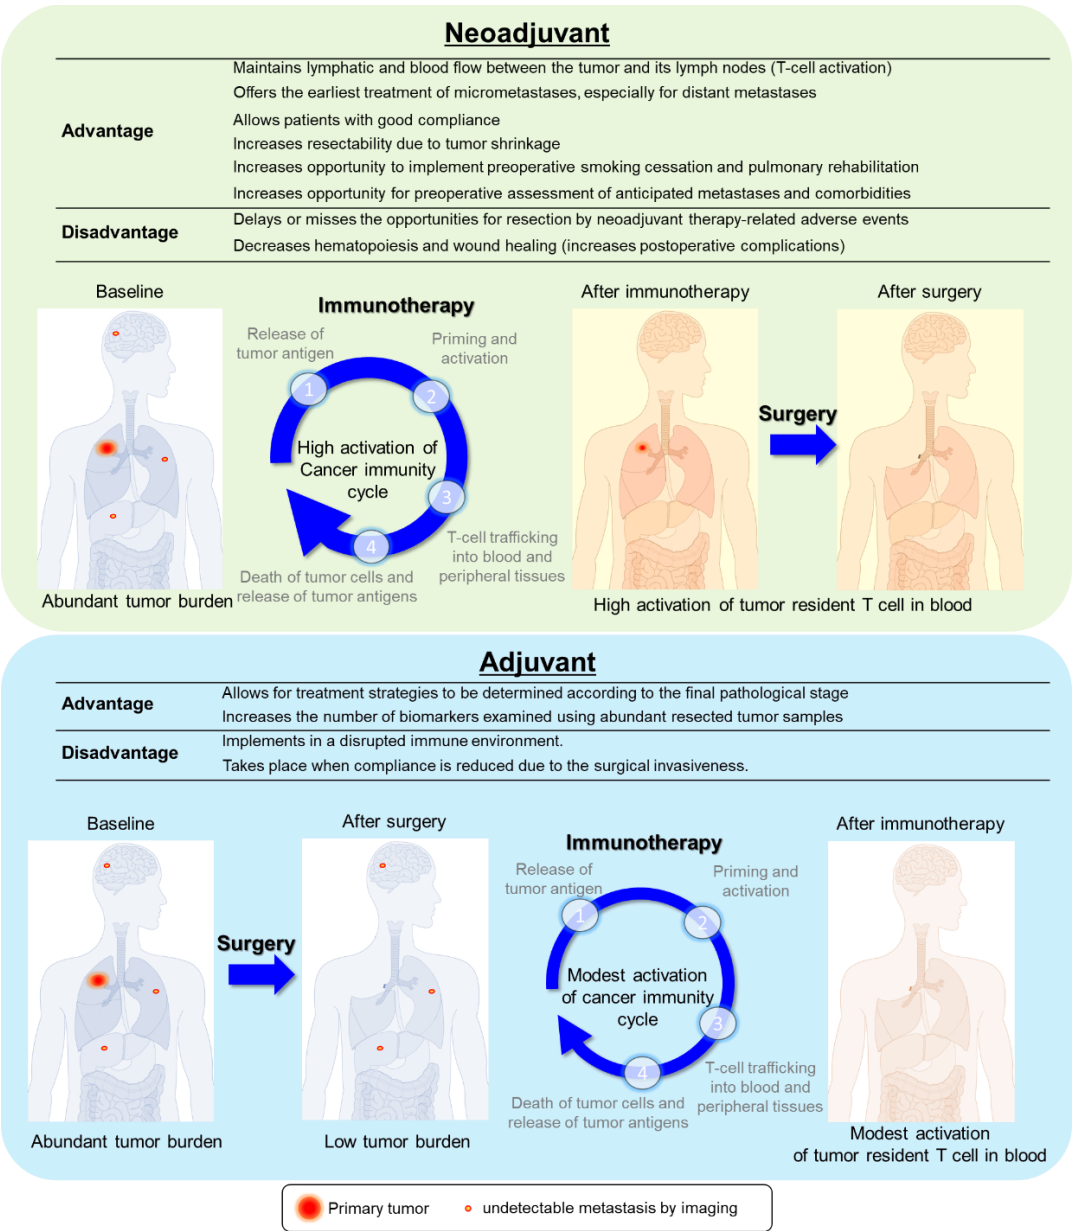 Neoadjuvant
Advantage
Maintains lymphatic and blood flow between the tumor and its lymph nodes (T-cell activation)
Offers the earliest treatment of micrometastases, especially for distant metastases
Allows patients with good compliance
Increases resectability due to tumor shrinkage
Increases opportunity to implement preoperative smoking cessation and pulmonary rehabilitation
Increases opportunity for preoperative assessment of anticipated metastases and comorbidities
Disadvantage
Delays or misses the opportunities for resection by neoadjuvant therapy-related adverse events
Decreases hematopoiesis and wound healing (increases postoperative complications)
Baseline
Abundant tumor burden
Immunotherapy
Release of
tumor antigen
Priming and
activation
1
2
High activation of
Cancer immunity
cycle
3
4
T-cell trafficking
into blood and
peripheral tissues
Death of tumor cells and
release of tumor antigens
After immunotherapy
Surgery
After surgery
High activation of tumor resident T cell in blood
Adjuvant
Advantage
Allows for treatment strategies to be determined according to the final pathological stage
Increases the number of biomarkers examined using abundant resected tumor samples
Disadvantage
Implements in a disrupted immune environment.
Takes place when compliance is reduced due to the surgical invasiveness.
Baseline
Abundant tumor burden
Surgery
After surgery
Low tumor burden
Immunotherapy
Release of
tumor antigen
Priming and
activation
1
2
Modest activation
of cancer immunity
cycle
3
4
T-cell trafficking
into blood and
peripheral tissues
Death of tumor cells and
release of tumor antigens
After immunotherapy
Modest activation
of tumor resident T cell in blood
Primary tumor
undetectable metastasis by imaging